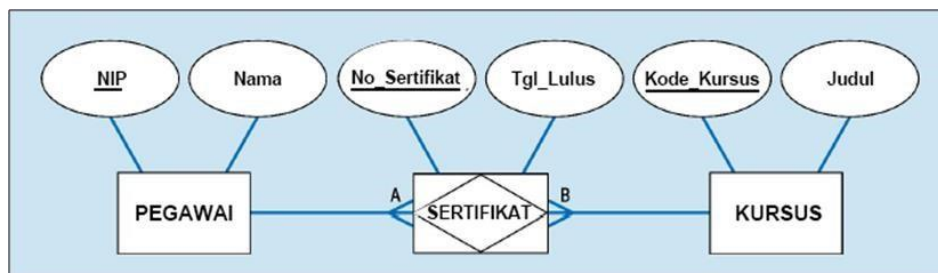 NIP
Nama
No_Sertifikat
Tgl_Lulus
Kode_Kursus
Judul
A
B
PEGAWAI
SERTIFIKAT
KURSUS